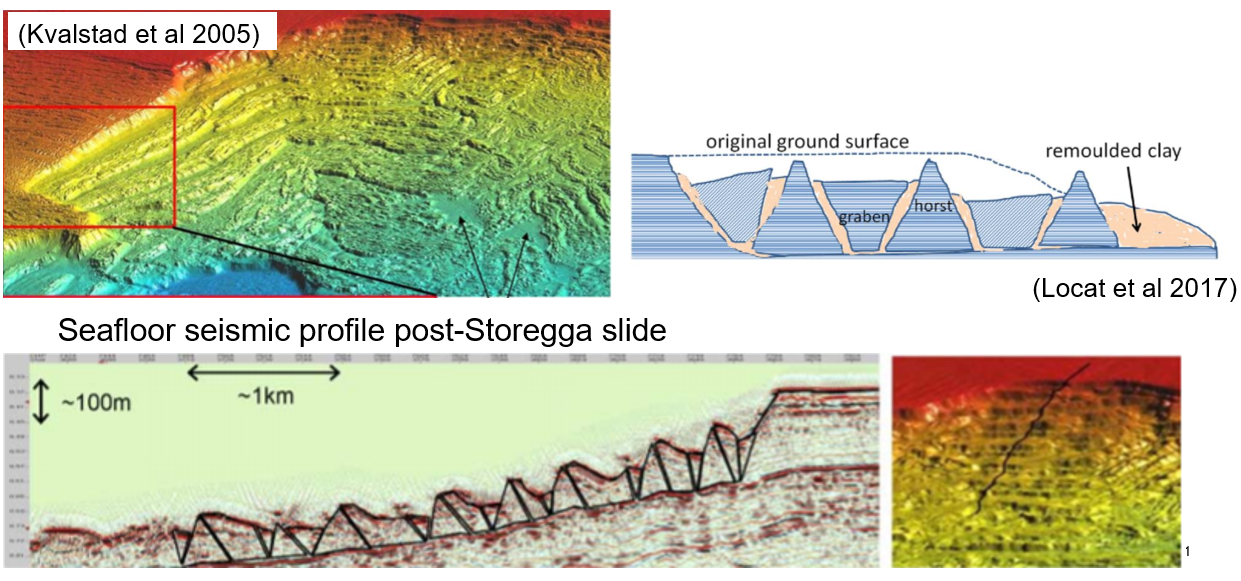 (Kvalstad et al 2005)
original ground surface
remoulded clay
graben
horst
(Locat et al 2017)
Seafloor seismic profile post-Storegga slide
~100m
~1km
1